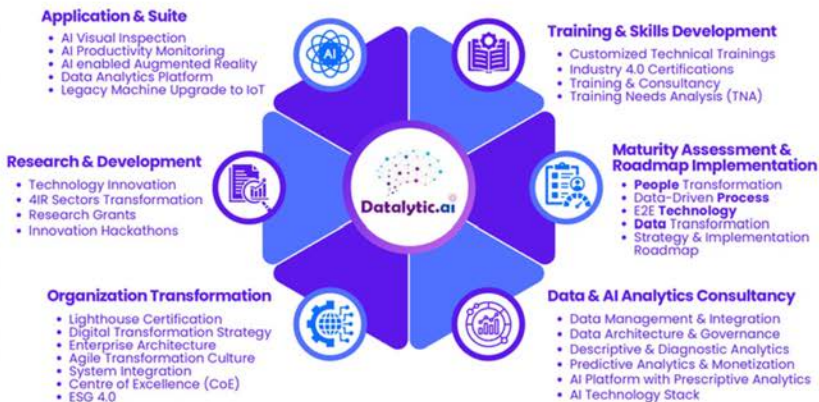 Application & Suite
• AI Visual Inspection
• AI Productivity Monitoring
• AI enabled Augmented Reality
• Data Analytics Platform
• Legacy Machine Upgrade to IoT
AI
Training & Skills Development
• Customized Technical Trainings
• Industry 4.0 Certifications
• Training & Consultancy
• Training Needs Analysis (TNA)
Research & Development
• Technology Innovation
• 4IR Sectors Transformation
• Research Grants
• Innovation Hackathons
Datalytic.ai
Maturity Assessment &
Roadmap Implementation
• People Transformation
• Data-Driven Process
• E2E Technology
• Data Transformation
• Strategy & Implementation
Roadmap
Organization Transformation
• Lighthouse Certification
• Digital Transformation Strategy
• Enterprise Architecture
• Agile Transformation Culture
• System Integration
• Centre of Excellence (CoE)
• ESG 4.0
Data & AI Analytics Consultancy
• Data Management & Integration
• Data Architecture & Governance
• Descriptive & Diagnostic Analytics
• Predictive Analytics & Monetization
• AI Platform with Prescriptive Analytics
• AI Technology Stack